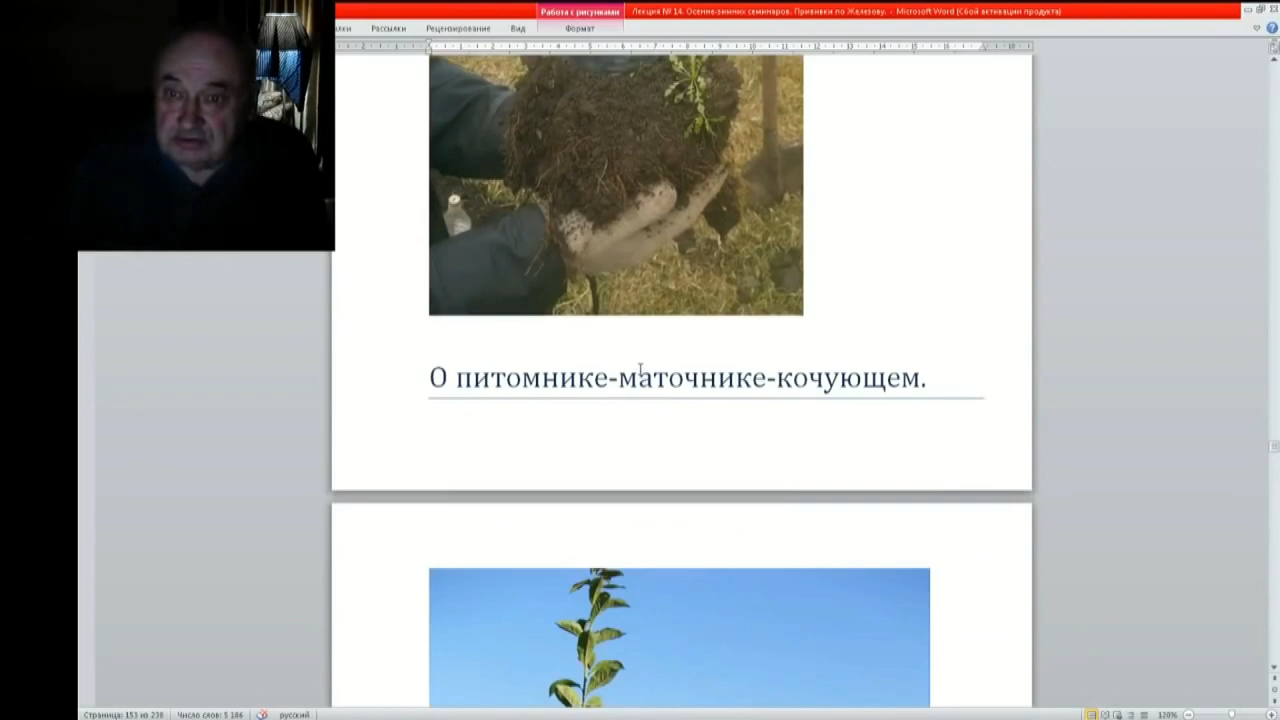 Работа с рисунками
Лекция № 14. Осенне-зимних семинаров. Прививки по Железову. - Microsoft Word (Сбой активации продукта)
Рассылки Рецензирование Вид Формат
О питомнике-маточнике-кочующем.
Страница: 153 из 238 Число слов: 5 186 русский 120%